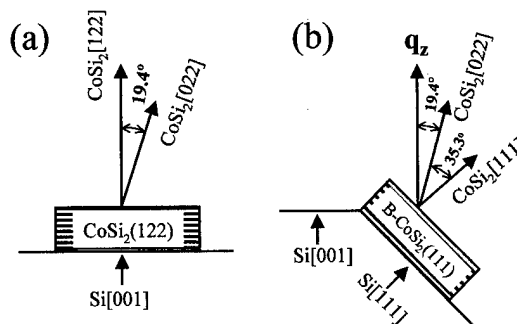 (a)
CoSi₂[122]
19.4°
CoSi₂[022]
CoSi₂(122)
Si[001]
(b)
q_z
19.4°
CoSi₂[022]
35.3°
CoSi₂[111]
B-CoSi₂(111)
Si[001]
Si[111]